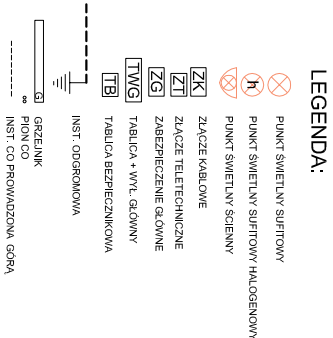 LEGENDA:
PUNKT ŚWIETLNY SUFITOWY
h PUNKT ŚWIETLNY SUFITOWY HALOGENOWY
PUNKT ŚWIETLNY ŚCIENNY
ZK ZŁĄCZE KABLOWE
ZT ZŁĄCZE TELETECHNICZNE
ZG ZABEZPIECZENIE GŁÓWNE
TWG TABLICA + WYŁ. GŁÓWNY
TB TABLICA BEZPIECZNIKOWA
INST. ODGROMOWA
G GRZEJNIK
PION CO
INST. CO PROWADZONA GÓRĄ